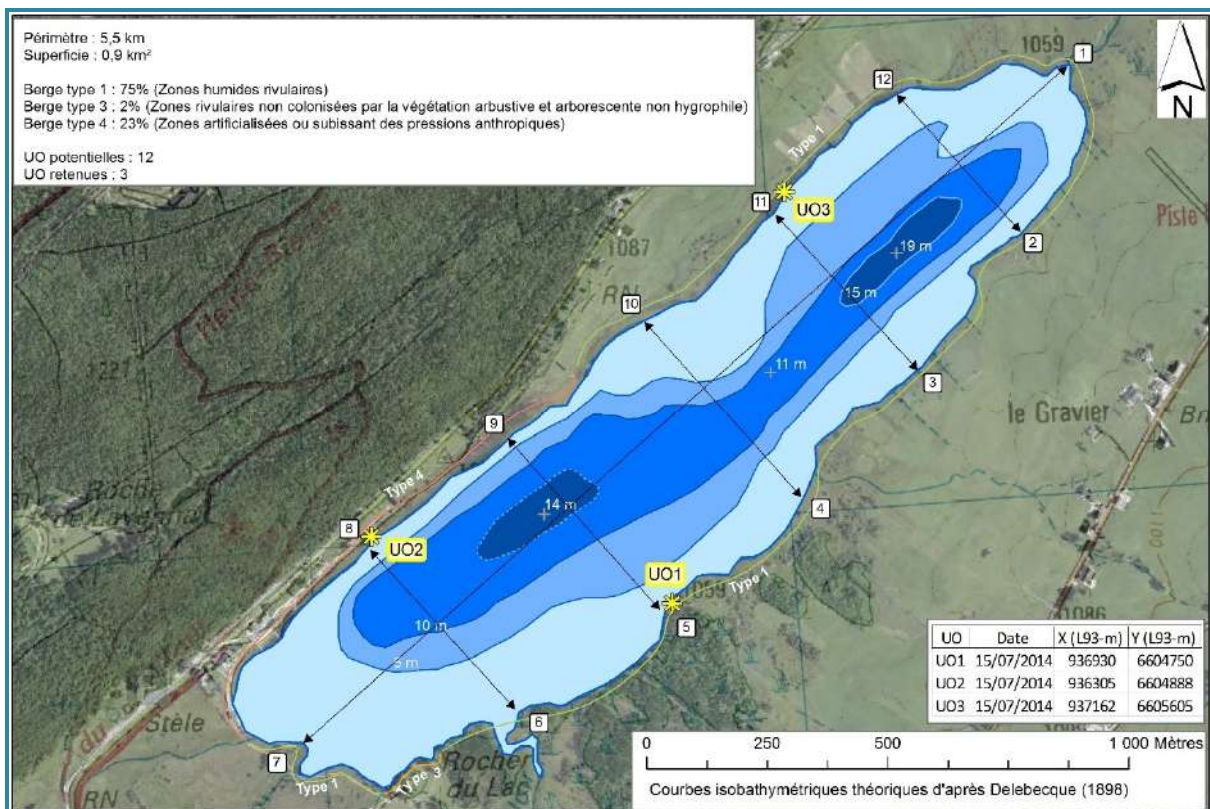 Périmètre : 5,5 km
Superficie : 0,9 km²
Berge type 1 : 75% (Zones humides rivulaires)
Berge type 3 : 2% (Zones rivulaires non colonisées par la végétation arbustive et arborescente non hygrophile)
Berge type 4 : 23% (Zones artificialisées ou subissant des pressions anthropiques)
UO potentielles : 12
UO retenues : 3
1059
1
N
12
Type 1
11
UO3
Piste
2
1087
19 m
RN
15 m
10
11 m
3
le Gravier
9
Type 4
14 m
4
8
UO2
UO1
Type 1
1059
1086
5
10 m
5 m
Stèle
du
6
7
Type 1
Type 3
Rocher
du Lac
RN
UO Date X (L93-m) Y (L93-m)
UO1 15/07/2014 936930 6604750
UO2 15/07/2014 936305 6604888
UO3 15/07/2014 937162 6605605
0 250 500 1 000 Mètres
Courbes isobathymétriques théoriques d'après Delebecque (1898)